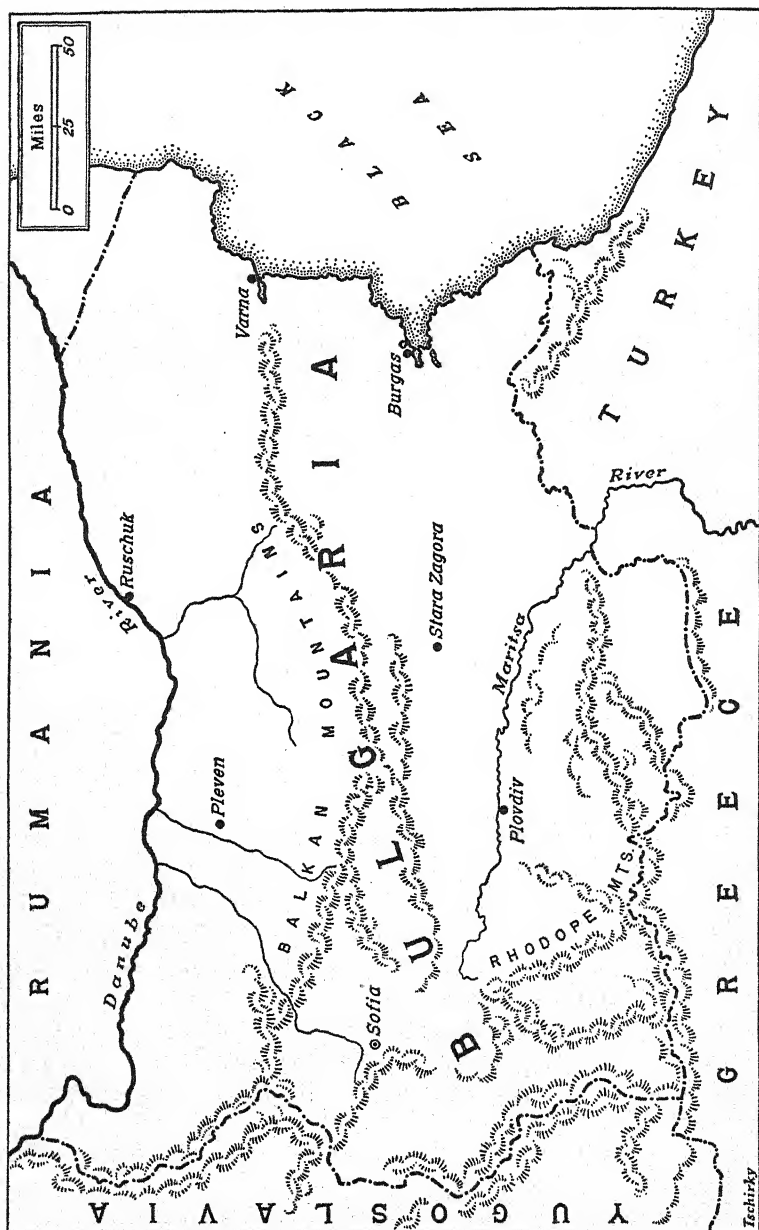 Miles
0 25 50
RUMANIA
Danube River
Ruschuk
Pleven
BLACK
SEA
Varna
BALKAN MOUNTAINS
BULGARIA
Burgas
Sofia
Stara Zagora
YUGOSLAVIA
Maritsa River
Plovdiv
RHODOPE MTS.
TURKEY
GREECE
Tschirky